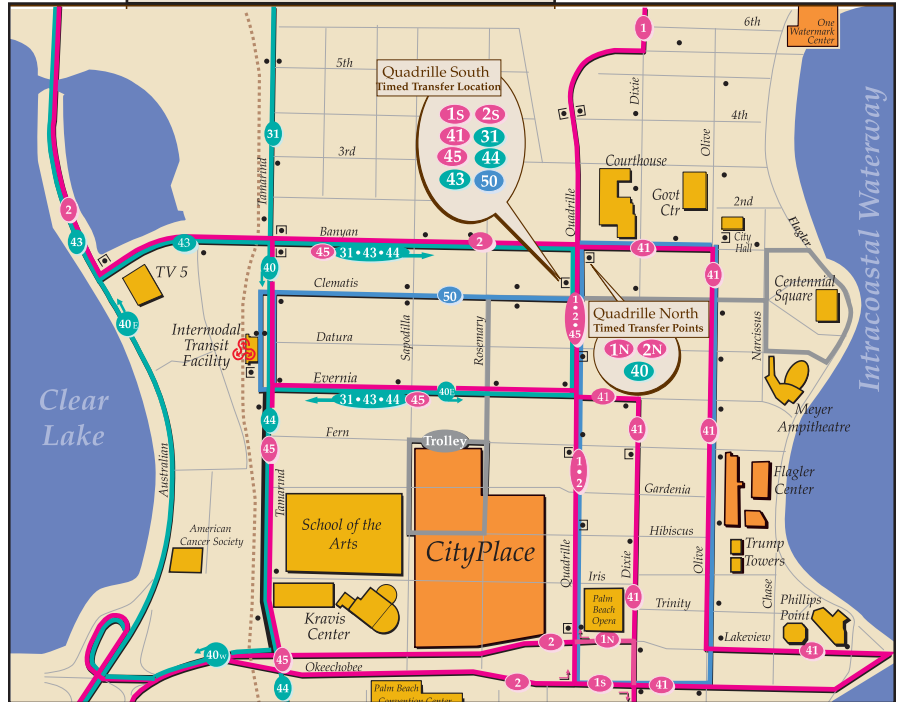 6th
One
Watermark
Center
1
5th
Quadrille South
Timed Transfer Location
Dixie
4th
1S 2S
41 31
45 44
43 50
31
Olive
3rd
Courthouse
Tamarind
Govt
Ctr
Quadrille
2nd
2
43
43
Banyan
2
41
City
Hall
Flagler
45 31•43•44
40
TV 5
Clematis
50
41
Centennial
Square
Intracoastal Waterway
40E
Intermodal
Transit
Facility
Datura
Sapodilla
Rosemary
1
•
2
•
45
Quadrille North
Timed Transfer Points
1N 2N
40
Narcissus
Evernia
40E
31•43•44 45
41
Meyer
Ampitheatre
Clear
Lake
44
45
Fern
Trolley
41
41
Australian
Tamarind
1
•
2
Gardenia
Flagler
Center
School of the
Arts
CityPlace
Hibiscus
American
Cancer Society
Quadrille
Dixie
Olive
Trump
Towers
Iris
Chase
Kravis
Center
Palm
Beach
Opera
41
Trinity
Phillips
Point
40W
45
2
1N
Lakeview
41
Okeechobee
44
2
1S
41
Palm Beach
Convention Center